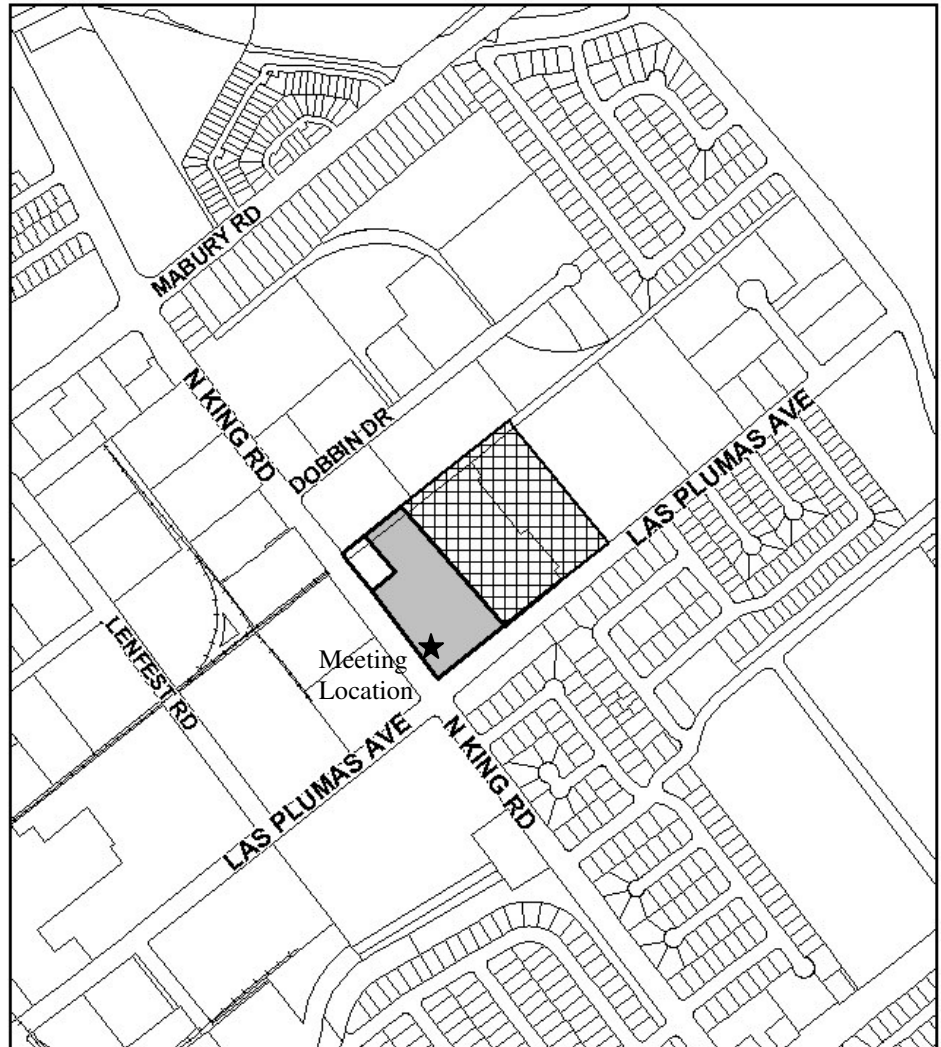 MABURY RD
N KING RD
DOBBIN DR
LAS PLUMAS AVE
LENFEST RD
Meeting
Location
LAS PLUMAS AVE
N KING RD